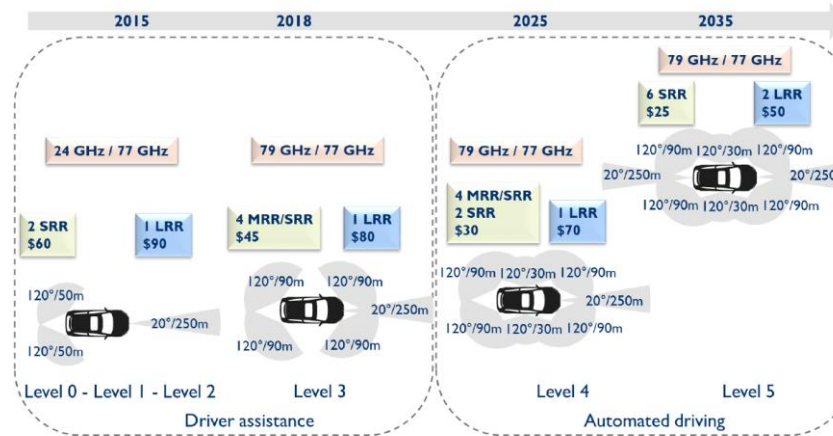 2015
2018
2025
2035
24 GHz / 77 GHz
2 SRR
$60
1 LRR
$90
120°/50m
20°/250m
120°/50m
Level 0 - Level 1 - Level 2
79 GHz / 77 GHz
4 MRR/SRR
$45
1 LRR
$80
120°/90m
120°/90m
20°/250m
120°/90m
120°/90m
Level 3
Driver assistance
79 GHz / 77 GHz
4 MRR/SRR
2 SRR
$30
1 LRR
$70
120°/90m
120°/30m
120°/90m
20°/250m
120°/90m
120°/30m
120°/90m
Level 4
79 GHz / 77 GHz
6 SRR
$25
2 LRR
$50
120°/90m
120°/30m
120°/90m
20°/250m
20°/250m
120°/90m
120°/30m
120°/90m
Level 5
Automated driving